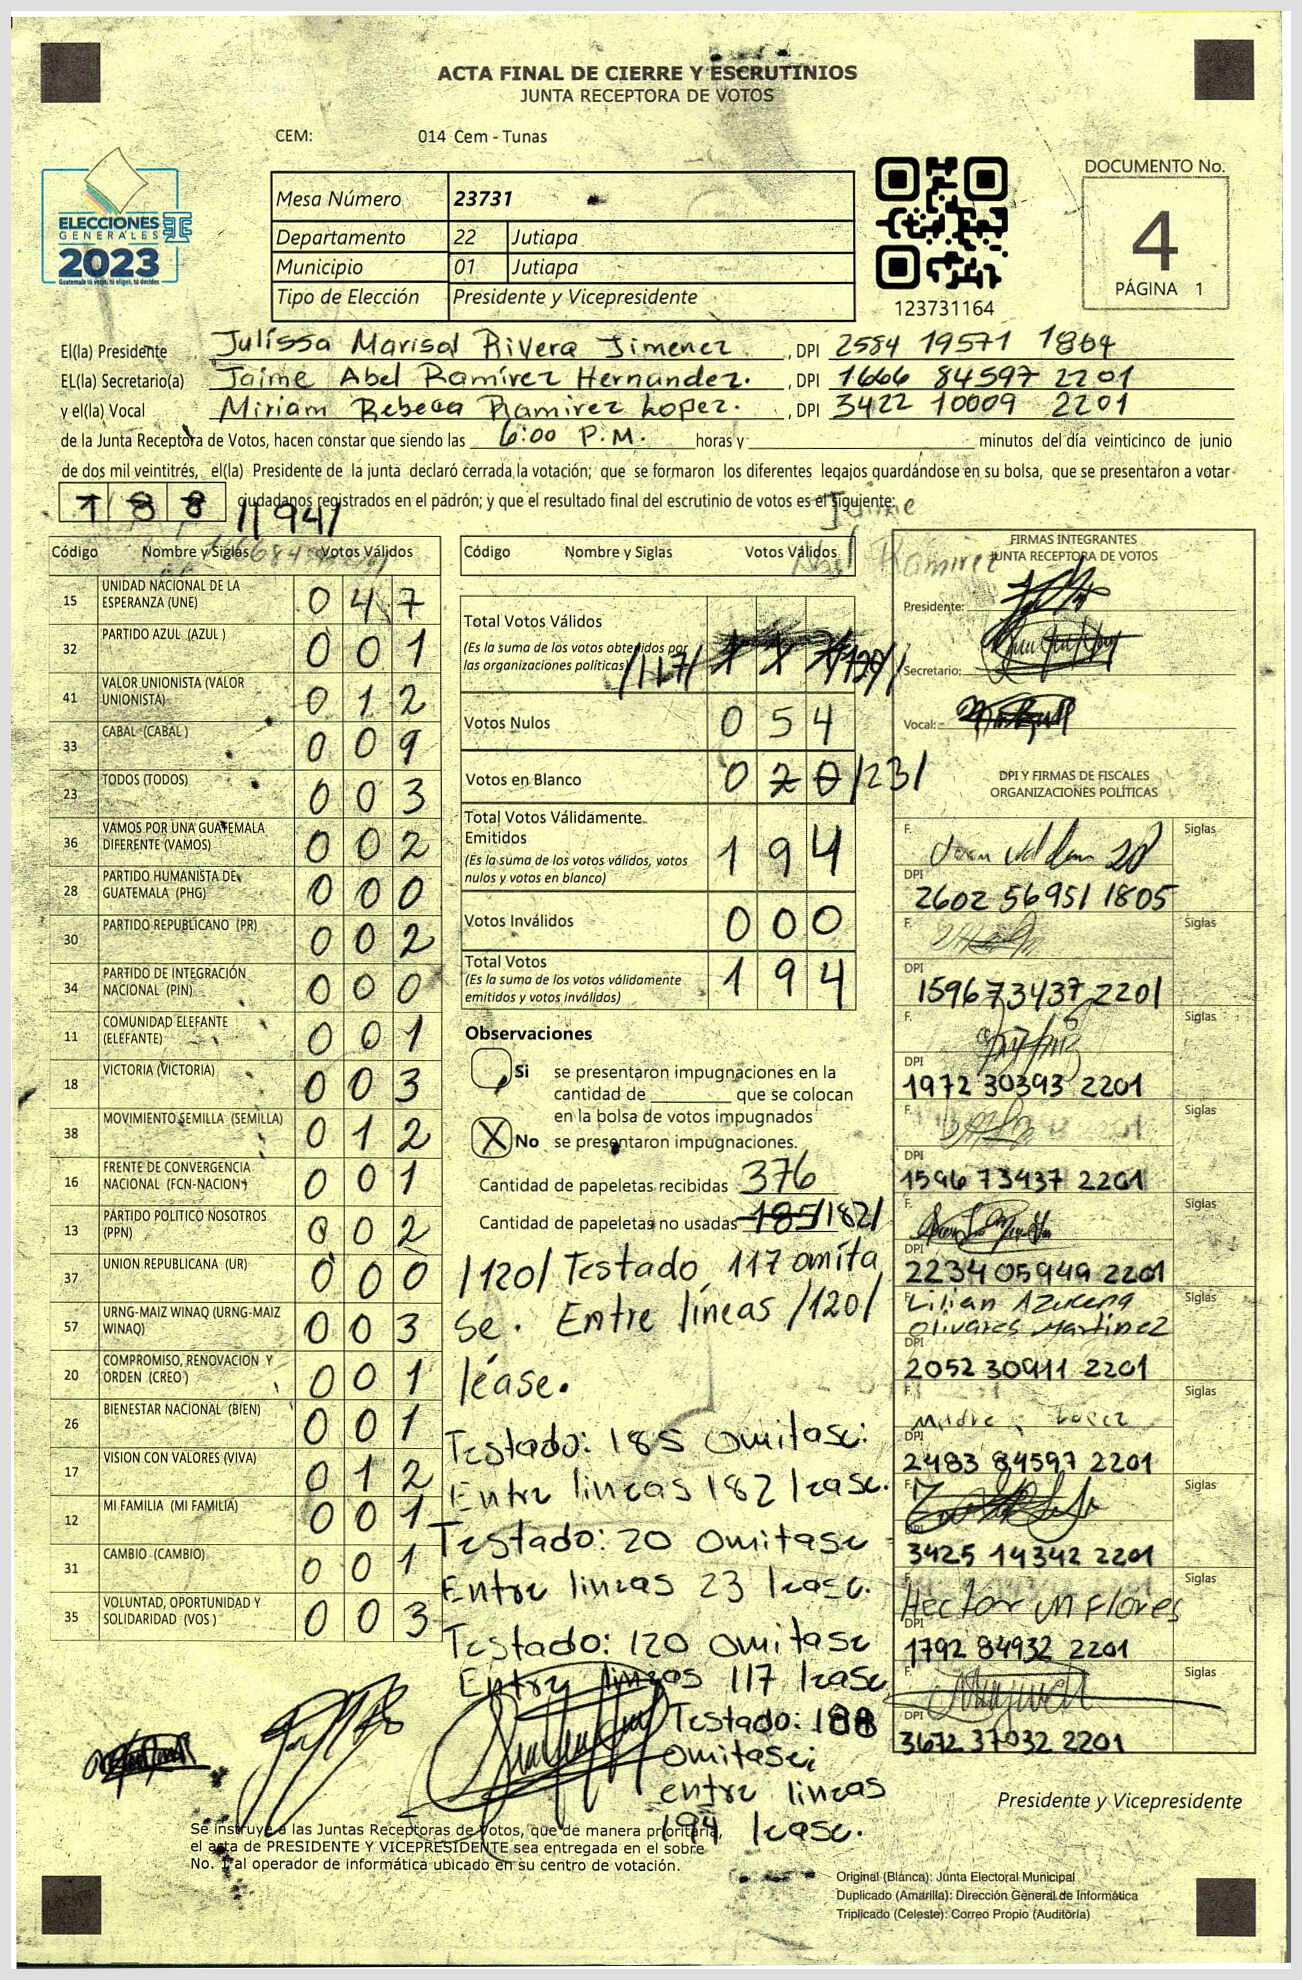 ACTA FINAL DE CIERRE Y ESCRUTINIOS
JUNTA RECEPTORA DE VOTOS
CEM: 014 Cem - Tunas
ELECCIONES
GENERALES
2023
Guatemala tú vales, tú eliges, tú decides
Mesa Número 23731
Departamento 22 Jutiapa
Municipio 01 Jutiapa
Tipo de Elección Presidente y Vicepresidente
123731164
DOCUMENTO No.
4
PÁGINA 1
El(la) Presidente Julissa Marisol Rivera Jimenez, DPI 2584 19571 1804
EL(la) Secretario(a) Jaime Abel Ramírez Hernandez., DPI 1666 84597 2201
y el(la) Vocal Miriam Rebeca Ramirez Lopez., DPI 3422 10009 2201
de la Junta Receptora de Votos, hacen constar que siendo las 6:00 P.M. horas y minutos del día veinticinco de junio
de dos mil veintitrés, el(la) Presidente de la junta declaró cerrada la votación; que se formaron los diferentes legajos guardándose en su bolsa, que se presentaron a votar
188 /194/ ciudadanos registrados en el padrón; y que el resultado final del escrutinio de votos es el siguiente:
Jaime
Ramirez
Código Nombre y Siglas Votos Válidos
15 UNIDAD NACIONAL DE LA ESPERANZA (UNE) 0 4 7
32 PARTIDO AZUL (AZUL ) 0 0 1
41 VALOR UNIONISTA (VALOR UNIONISTA) 0 1 2
33 CABAL (CABAL ) 0 0 9
23 TODOS (TODOS) 0 0 3
36 VAMOS POR UNA GUATEMALA DIFERENTE (VAMOS) 0 0 2
28 PARTIDO HUMANISTA DE GUATEMALA (PHG) 0 0 0
30 PARTIDO REPUBLICANO (PR) 0 0 2
34 PARTIDO DE INTEGRACIÓN NACIONAL (PIN) 0 0 0
11 COMUNIDAD ELEFANTE (ELEFANTE) 0 0 1
18 VICTORIA (VICTORIA) 0 0 3
38 MOVIMIENTO SEMILLA (SEMILLA) 0 1 2
16 FRENTE DE CONVERGENCIA NACIONAL (FCN-NACION) 0 0 1
13 PARTIDO POLITICO NOSOTROS (PPN) 0 0 2
37 UNION REPUBLICANA (UR) 0 0 0
57 URNG-MAIZ WINAQ (URNG-MAIZ WINAQ) 0 0 3
20 COMPROMISO, RENOVACION Y ORDEN (CREO ) 0 0 1
26 BIENESTAR NACIONAL (BIEN) 0 0 1
17 VISION CON VALORES (VIVA) 0 1 2
12 MI FAMILIA (MI FAMILIA) 0 0 1
31 CAMBIO (CAMBIO) 0 0 1
35 VOLUNTAD, OPORTUNIDAD Y SOLIDARIDAD (VOS ) 0 0 3
Código Nombre y Siglas Votos Válidos
Total Votos Válidos
(Es la suma de los votos obtenidos por
las organizaciones políticas) /117/ /120/
Votos Nulos 0 5 4
Votos en Blanco 0 2 0 /23/
Total Votos Válidamente
Emitidos 1 9 4
(Es la suma de los votos válidos, votos
nulos y votos en blanco)
Votos Inválidos 0 0 0
Total Votos 1 9 4
(Es la suma de los votos válidamente
emitidos y votos inválidos)
Observaciones
Si se presentaron impugnaciones en la
cantidad de que se colocan
en la bolsa de votos impugnados
X No se presentaron impugnaciones.
Cantidad de papeletas recibidas 376
Cantidad de papeletas no usadas 185 /182/
/120/ Testado, 117 omita
se. Entre líneas /120/
léase.
Testado: 185 omitase:
Entre lineas 182 lease.
Testado: 20 omitase
Entre lineas 23 lease.
Testado: 120 omitase
Entre lineas 117 lease
Testado: 188
omitase;
entre lineas
194 lease.
FIRMAS INTEGRANTES
JUNTA RECEPTORA DE VOTOS
Presidente:
Secretario:
Vocal:
DPI Y FIRMAS DE FISCALES
ORGANIZACIONES POLÍTICAS
F. Siglas
DPI 2602 56951 1805
F. Siglas
DPI 1596 73437 2201
F. Siglas
DPI 1972 30393 2201
F. Siglas
DPI 1596 73437 2201
F. Siglas
DPI 2234 05949 2201
F. Lilian Azucena Siglas
Olivares Martinez
DPI 2052 30911 2201
F. Lopez Siglas
DPI 2483 84597 2201
F. Siglas
DPI 3425 14342 2201
F. Hector M Flores Siglas
DPI 1792 84932 2201
F. Siglas
DPI 3672 37032 2201
Presidente y Vicepresidente
Se instruye a las Juntas Receptoras de Votos, que de manera prioritaria,
el acta de PRESIDENTE Y VICEPRESIDENTE sea entregada en el sobre
No. 1 al operador de informática ubicado en su centro de votación.
Original (Blanca): Junta Electoral Municipal
Duplicado (Amarilla): Dirección General de Informática
Triplicado (Celeste): Correo Propio (Auditoría)